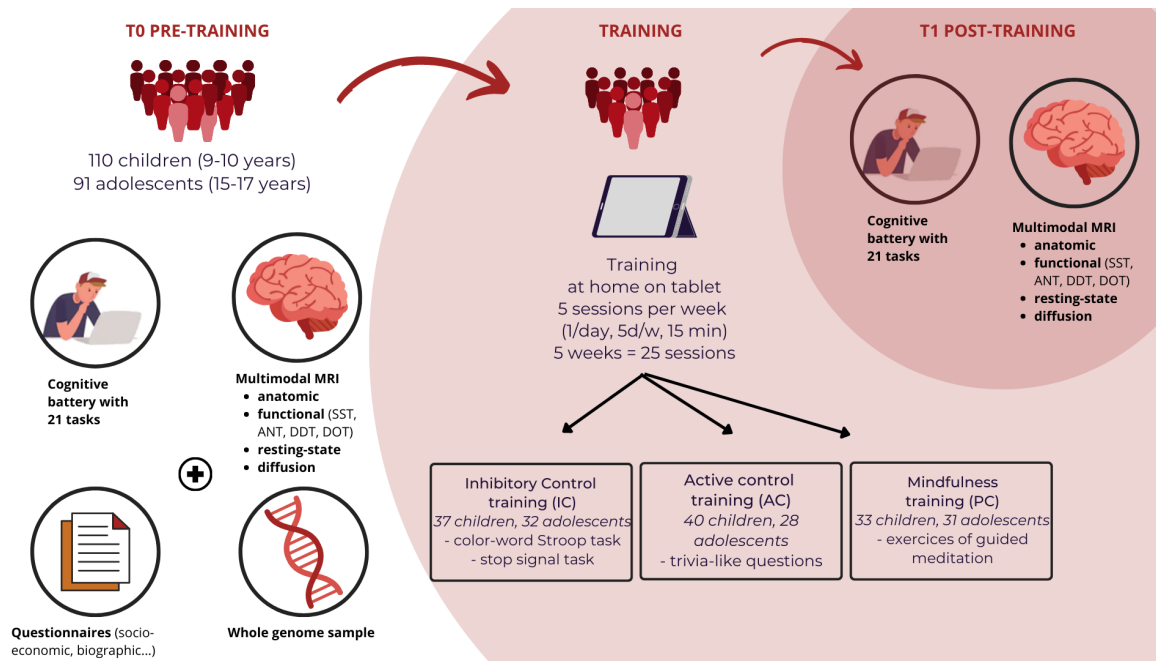 T0 PRE-TRAINING
110 children (9-10 years)
91 adolescents (15-17 years)
Cognitive
battery with
21 tasks
Multimodal MRI
• anatomic
• functional (SST,
ANT, DDT, DOT)
• resting-state
• diffusion
Questionnaires (socio-
economic, biographic...)
Whole genome sample
TRAINING
Training
at home on tablet
5 sessions per week
(1/day, 5d/w, 15 min)
5 weeks = 25 sessions
Inhibitory Control
training (IC)
37 children, 32 adolescents
- color-word Stroop task
- stop signal task
Active control
training (AC)
40 children, 28
adolescents
- trivia-like questions
Mindfulness
training (PC)
33 children, 31 adolescents
- exercices of guided
meditation
T1 POST-TRAINING
Cognitive
battery with
21 tasks
Multimodal MRI
• anatomic
• functional (SST,
ANT, DDT, DOT)
• resting-state
• diffusion